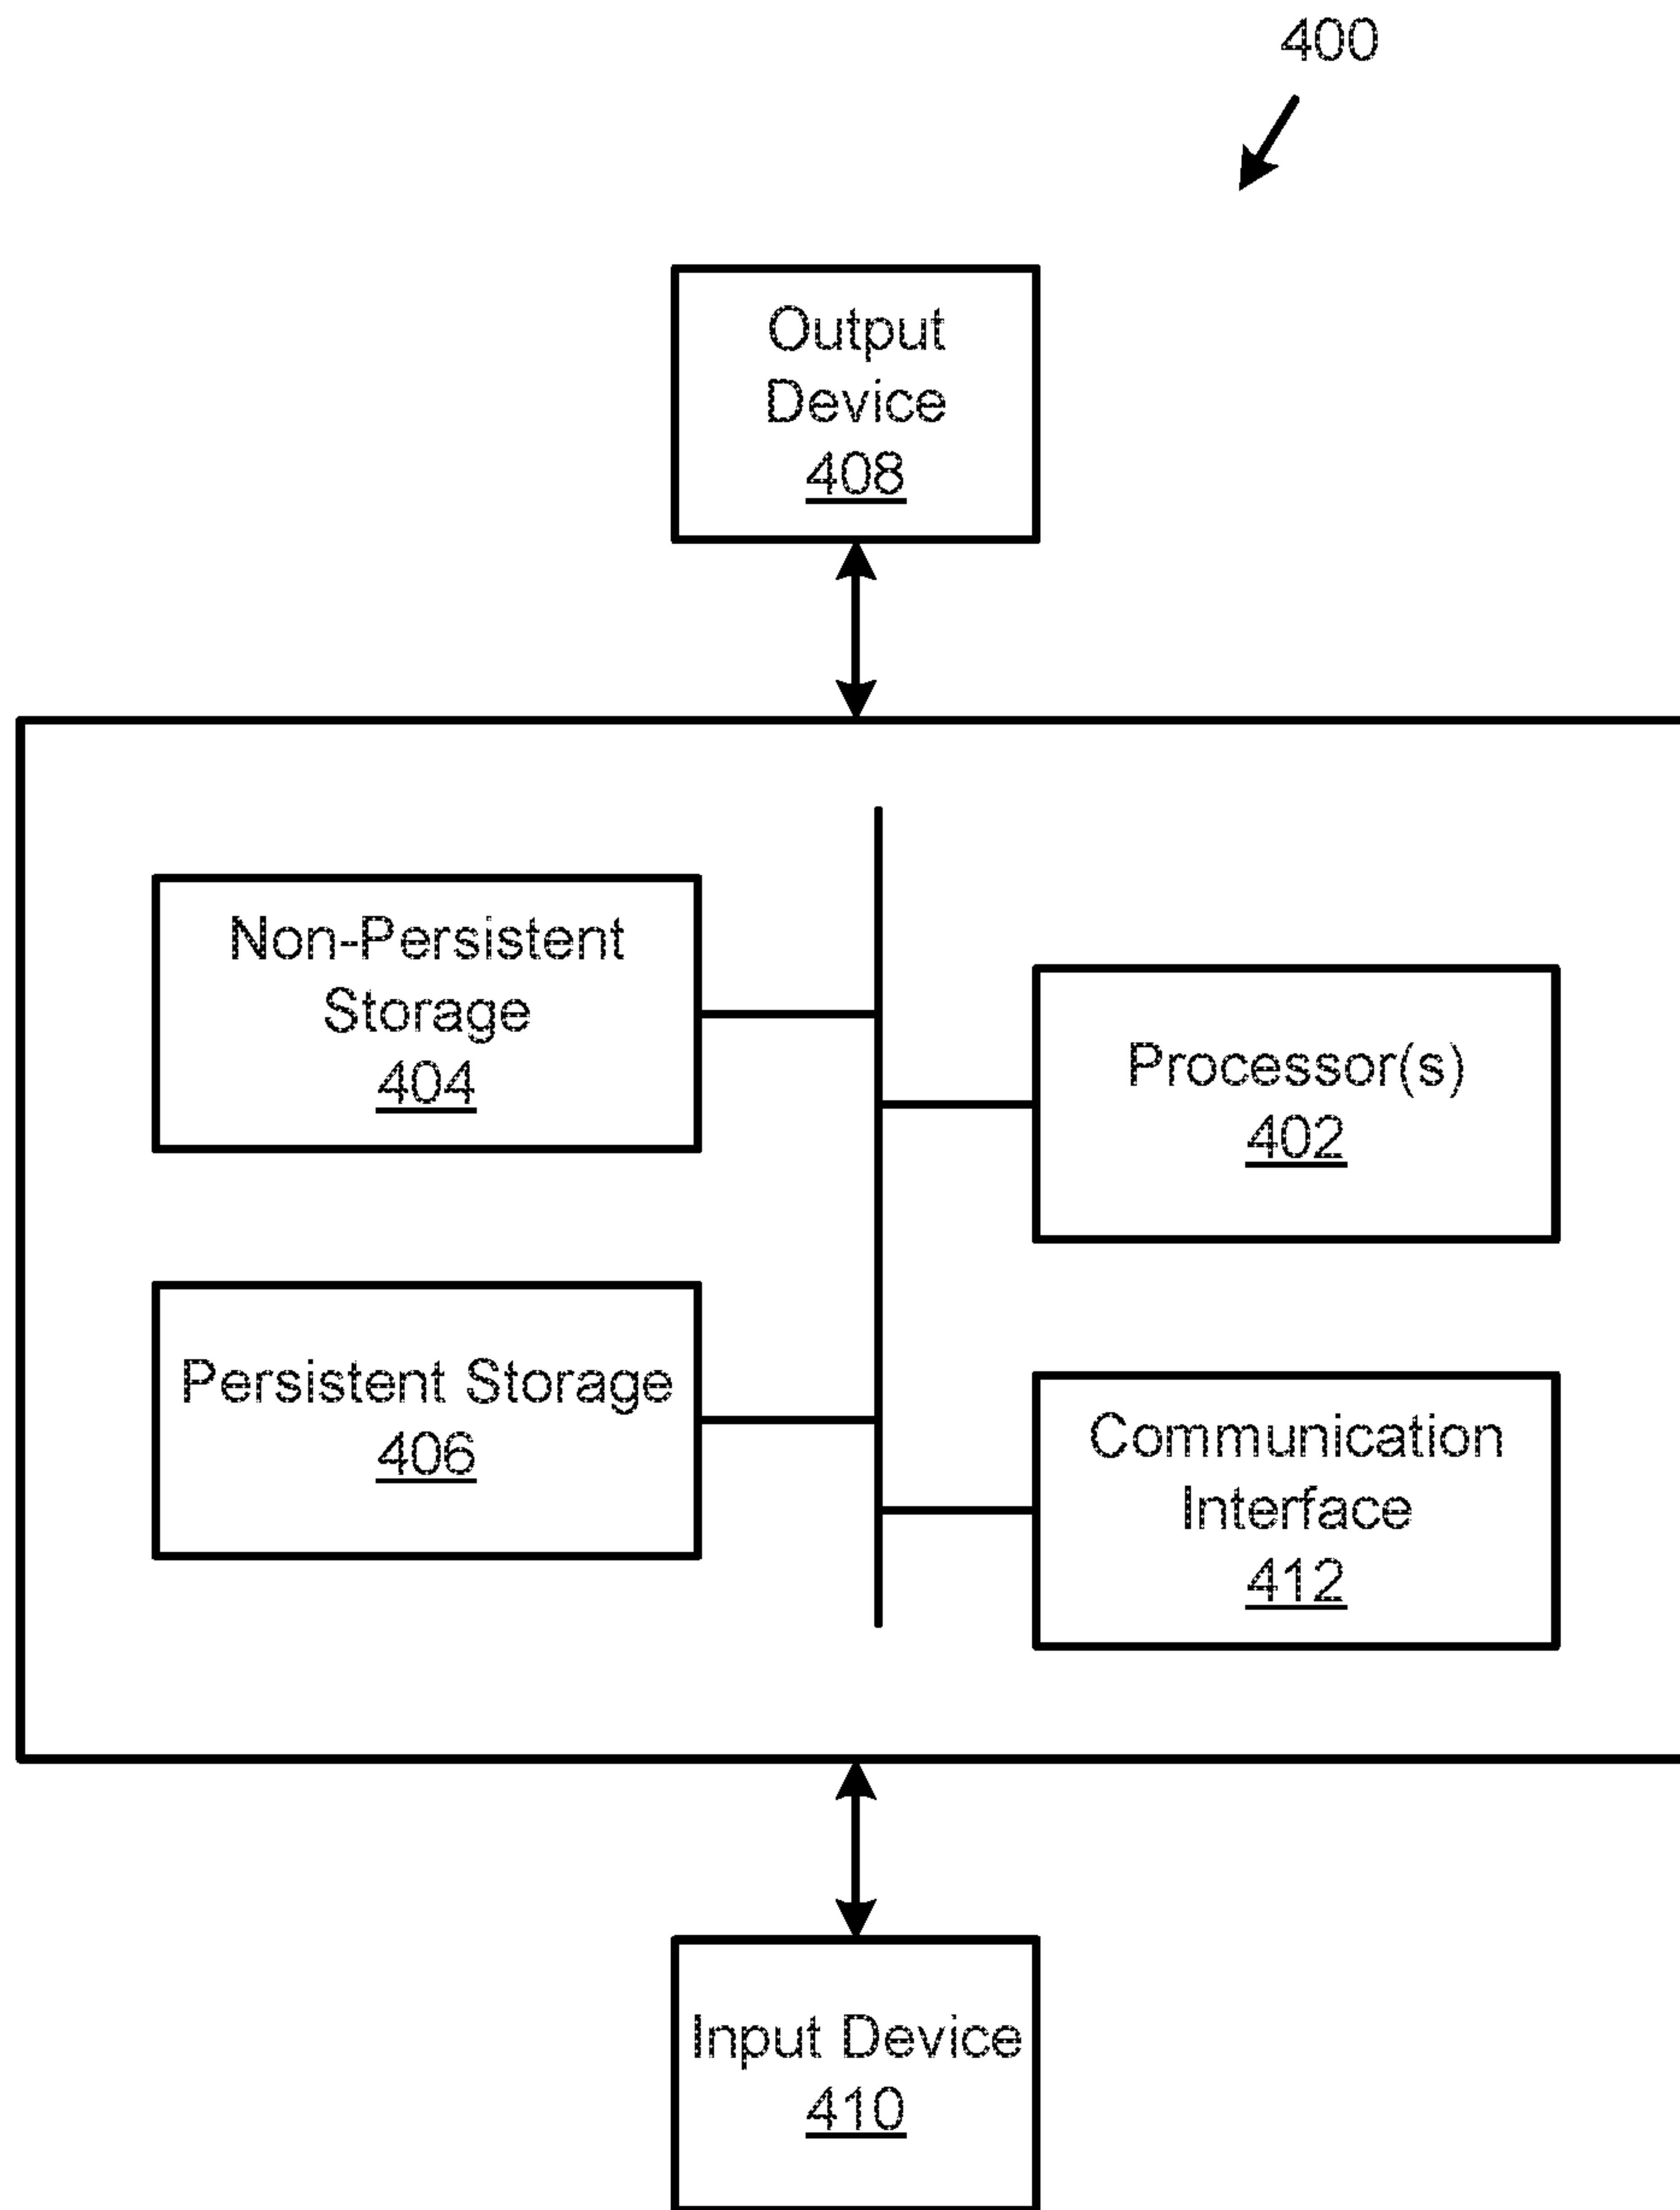 400
Output
Device
408
Non-Persistent
Storage
404
Processor(s)
402
Persistent Storage
406
Communication
Interface
412
Input Device
410